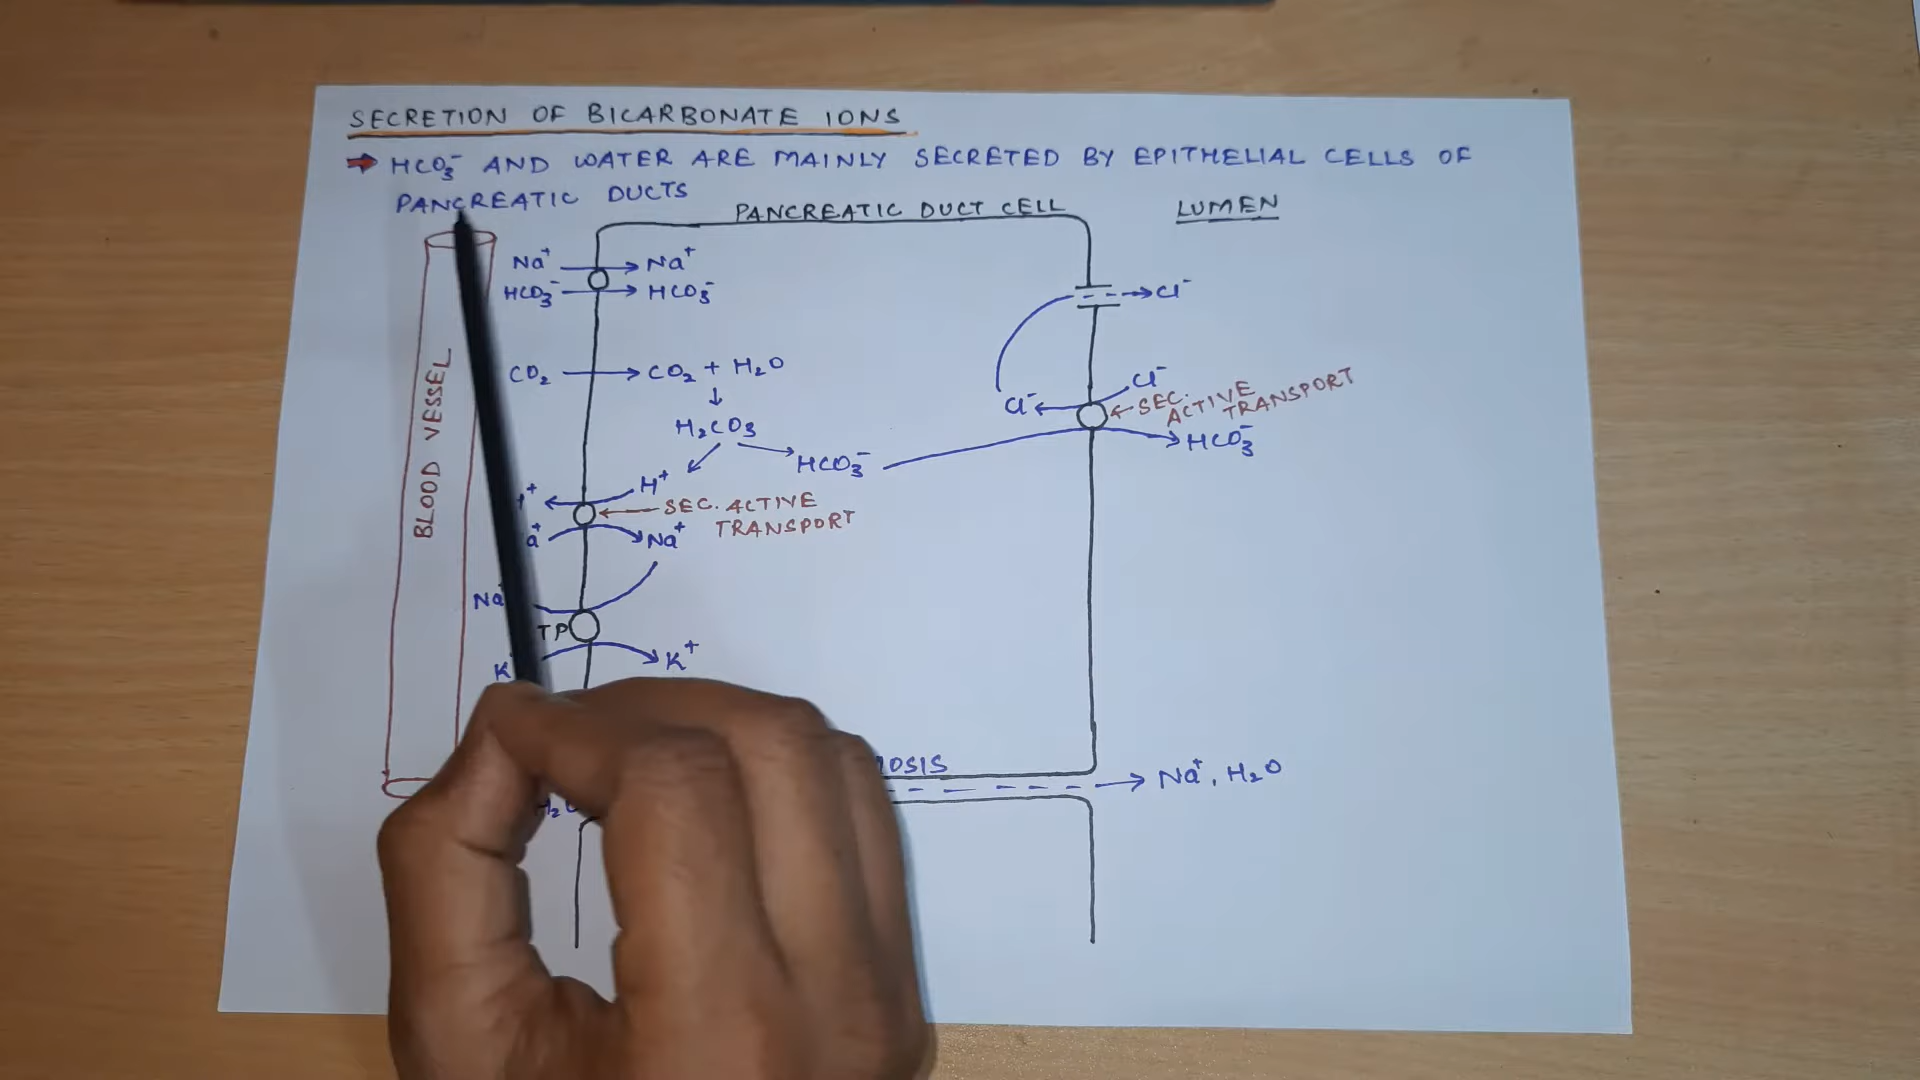 SECRETION OF BICARBONATE IONS
HCO3⁻ AND WATER ARE MAINLY SECRETED BY EPITHELIAL CELLS OF
PANCREATIC DUCTS
PANCREATIC DUCT CELL
LUMEN
Na⁺ Na⁺
HCO3⁻ HCO3⁻
Cl⁻
CO2 CO2 + H2O
Cl⁻
Cl⁻
SEC. ACTIVE TRANSPORT
H2CO3
HCO3⁻
HCO3⁻
BLOOD VESSEL
H⁺
SEC. ACTIVE
TRANSPORT
Na⁺
Na
TP
K K⁺
Na⁺, H2O